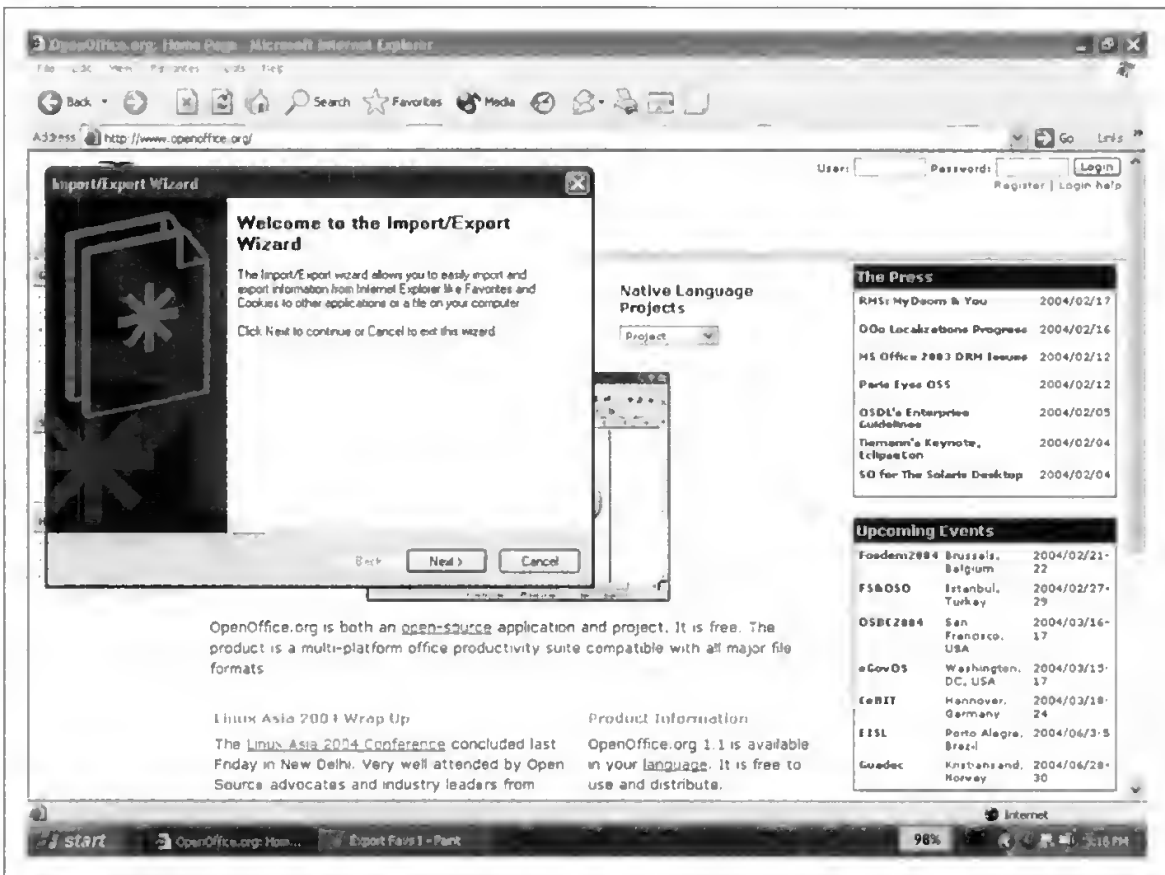 OpenOffice.org: Home Page - Microsoft Internet Explorer
File Edit View Favorites Tools Help
Back Search Favorites Media
Address http://www.openoffice.org/ Go Links »
User: Password: Login
Register | Login help
Import/Export Wizard
Welcome to the Import/Export
Wizard
The Import/Export wizard allows you to easily import and
export information from Internet Explorer like Favorites and
Cookies to other applications or a file on your computer
Click Next to continue or Cancel to exit this wizard
Back Next > Cancel
Native Language
Projects
Project
The Press
RMS: MyDoom & You 2004/02/17
OOo Localizations Progress 2004/02/16
MS Office 2003 DRM Issues 2004/02/12
Paris Eyes OSS 2004/02/12
OSDL's Enterprise 2004/02/05
Guidelines
Tiemann's Keynote, 2004/02/04
EclipseCon
SO for The Solaris Desktop 2004/02/04
Upcoming Events
Fosdem2004 Brussels, 2004/02/21-
Belgium 22
FS&OSO Istanbul, 2004/02/27-
Turkey 29
OSBC2004 San 2004/03/16-
Francisco, 17
USA
eGovOS Washington, 2004/03/15-
DC, USA 17
CeBIT Hannover, 2004/03/18-
Germany 24
FISL Porto Alegre, 2004/06/3-5
Brazil
Guadec Kristiansand, 2004/06/28-
Norway 30
OpenOffice.org is both an open-source application and project. It is free. The
product is a multi-platform office productivity suite compatible with all major file
formats
Linux Asia 2004 Wrap Up
The Linux Asia 2004 Conference concluded last
Friday in New Delhi. Very well attended by Open
Source advocates and industry leaders from
Product Information
OpenOffice.org 1.1 is available
in your language. It is free to
use and distribute.
Internet
start OpenOffice.org: Hom... Export Favs 1 - Paint 98% 3:16 PM